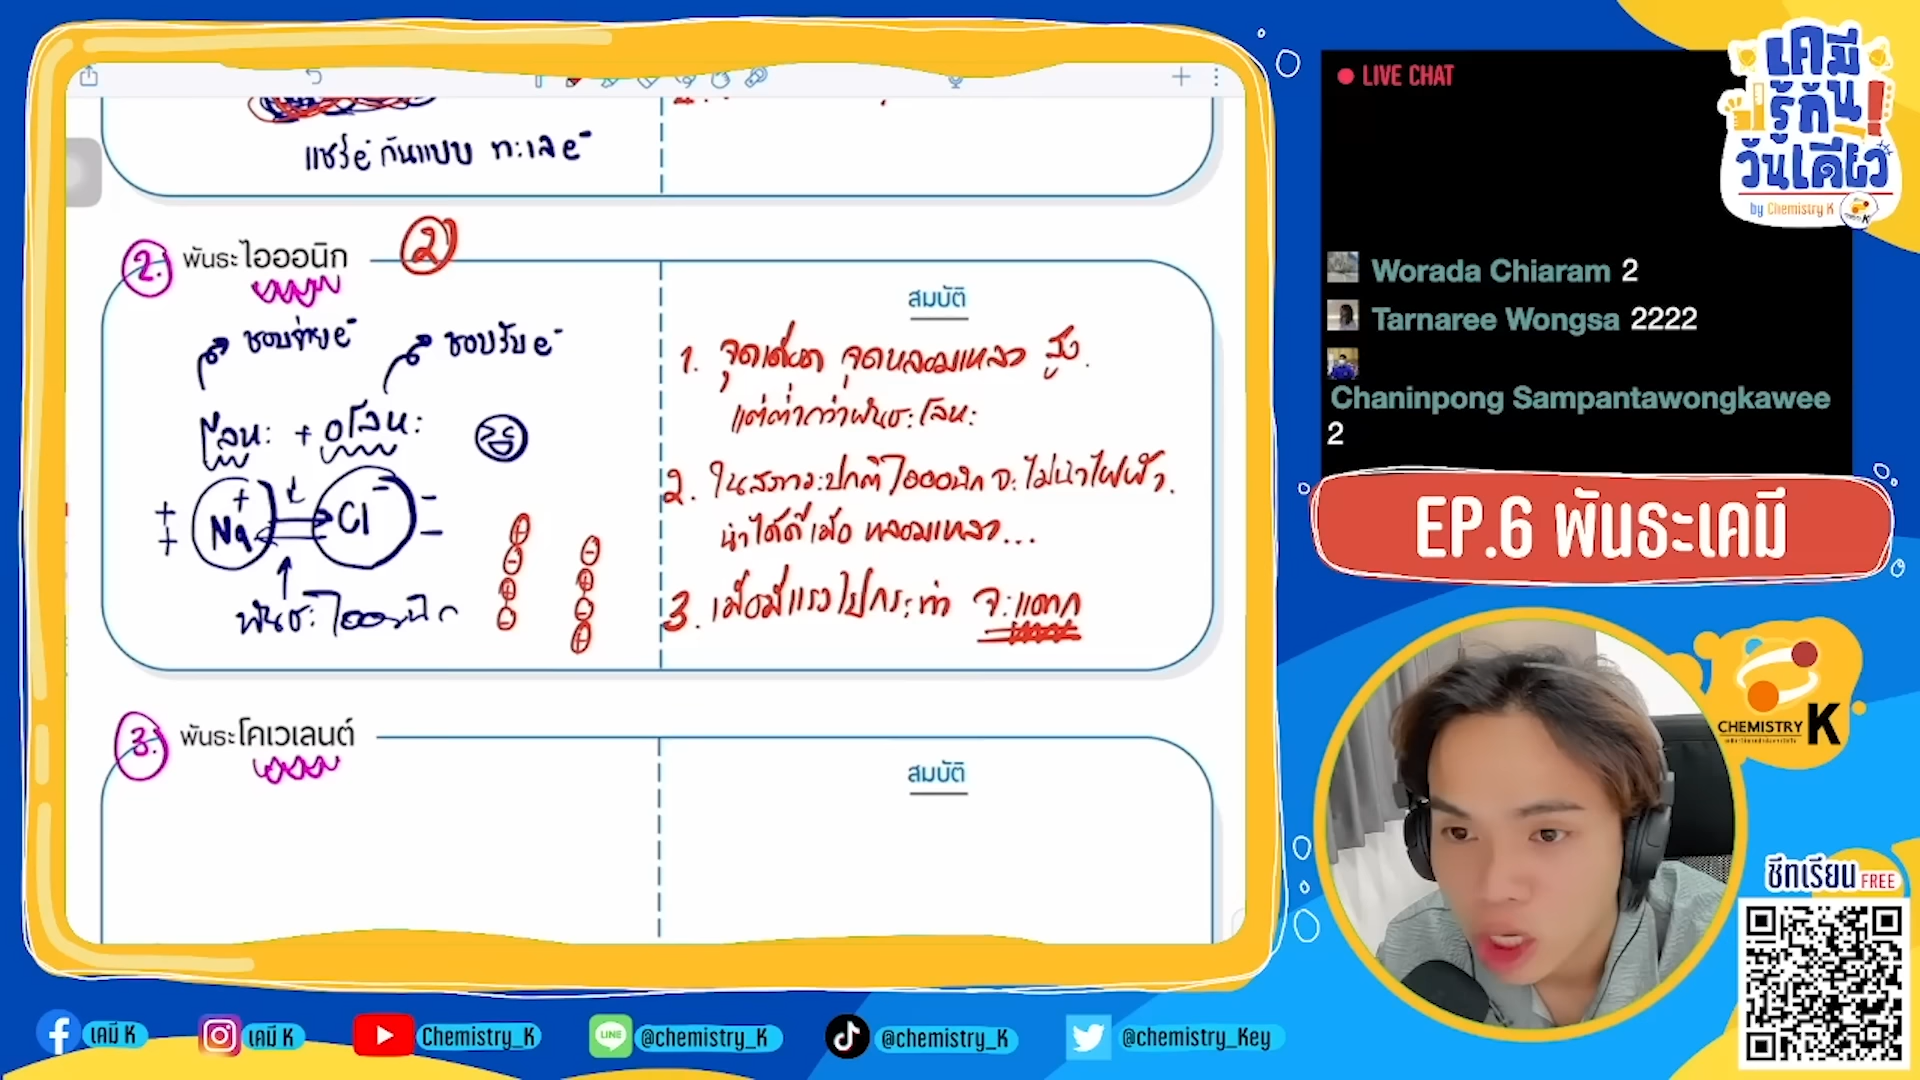 แชร์e⁻ กันแบบ ทะเลe⁻
2. พันธะไอออนิก
2
ชอบจ่ายe⁻
ชอบรับe⁻
โลหะ + อโลหะ
+
+
Na+
Cl-
-
-
พันธะไอออนิก
+
-
+
-
-
+
-
+
สมบัติ
1. จุดเดือด จุดหลอมเหลว สูง.
แต่ต่ำกว่าพันธะโลหะ
2. ในสภาวะปกติ ไอออนิก จะไม่นำไฟฟ้า.
นำได้ดีเมื่อ หลอมเหลว...
3. เมื่อมีแรงไปกระทำ จะแตก
3. พันธะโคเวเลนต์
สมบัติ
LIVE CHAT
Worada Chiaram 2
Tarnaree Wongsa 2222
Chaninpong Sampantawongkawee
2
เคมี
รู้กัน!
วันเดียว
by Chemistry K
EP.6 พันธะเคมี
CHEMISTRY K
ชีทเรียน FREE
เคมี K
เคมี K
Chemistry_K
LINE
@chemistry_K
@chemistry_K
@chemistry_Key